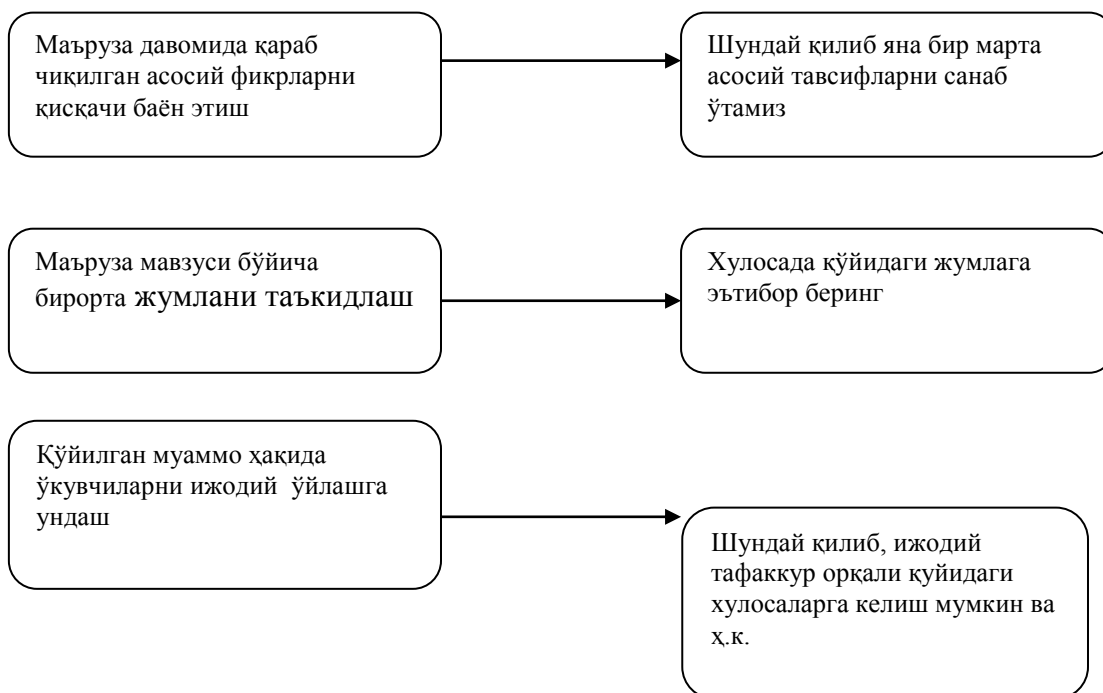 Маъруза давомида қараб
чиқилган асосий фикрларни
қисқачи баён этиш
Шундай қилиб яна бир марта
асосий тавсифларни санаб
ўтамиз
Маъруза мавзуси бўйича
бирорта жумлани таъкидлаш
Хулосада қўйидаги жумлага
эътибор беринг
Қўйилган муаммо ҳақида
ўкувчиларни ижодий ўйлашга
ундаш
Шундай қилиб, ижодий
тафаккур орқали қуйидаги
хулосаларга келиш мумкин ва
ҳ.к.